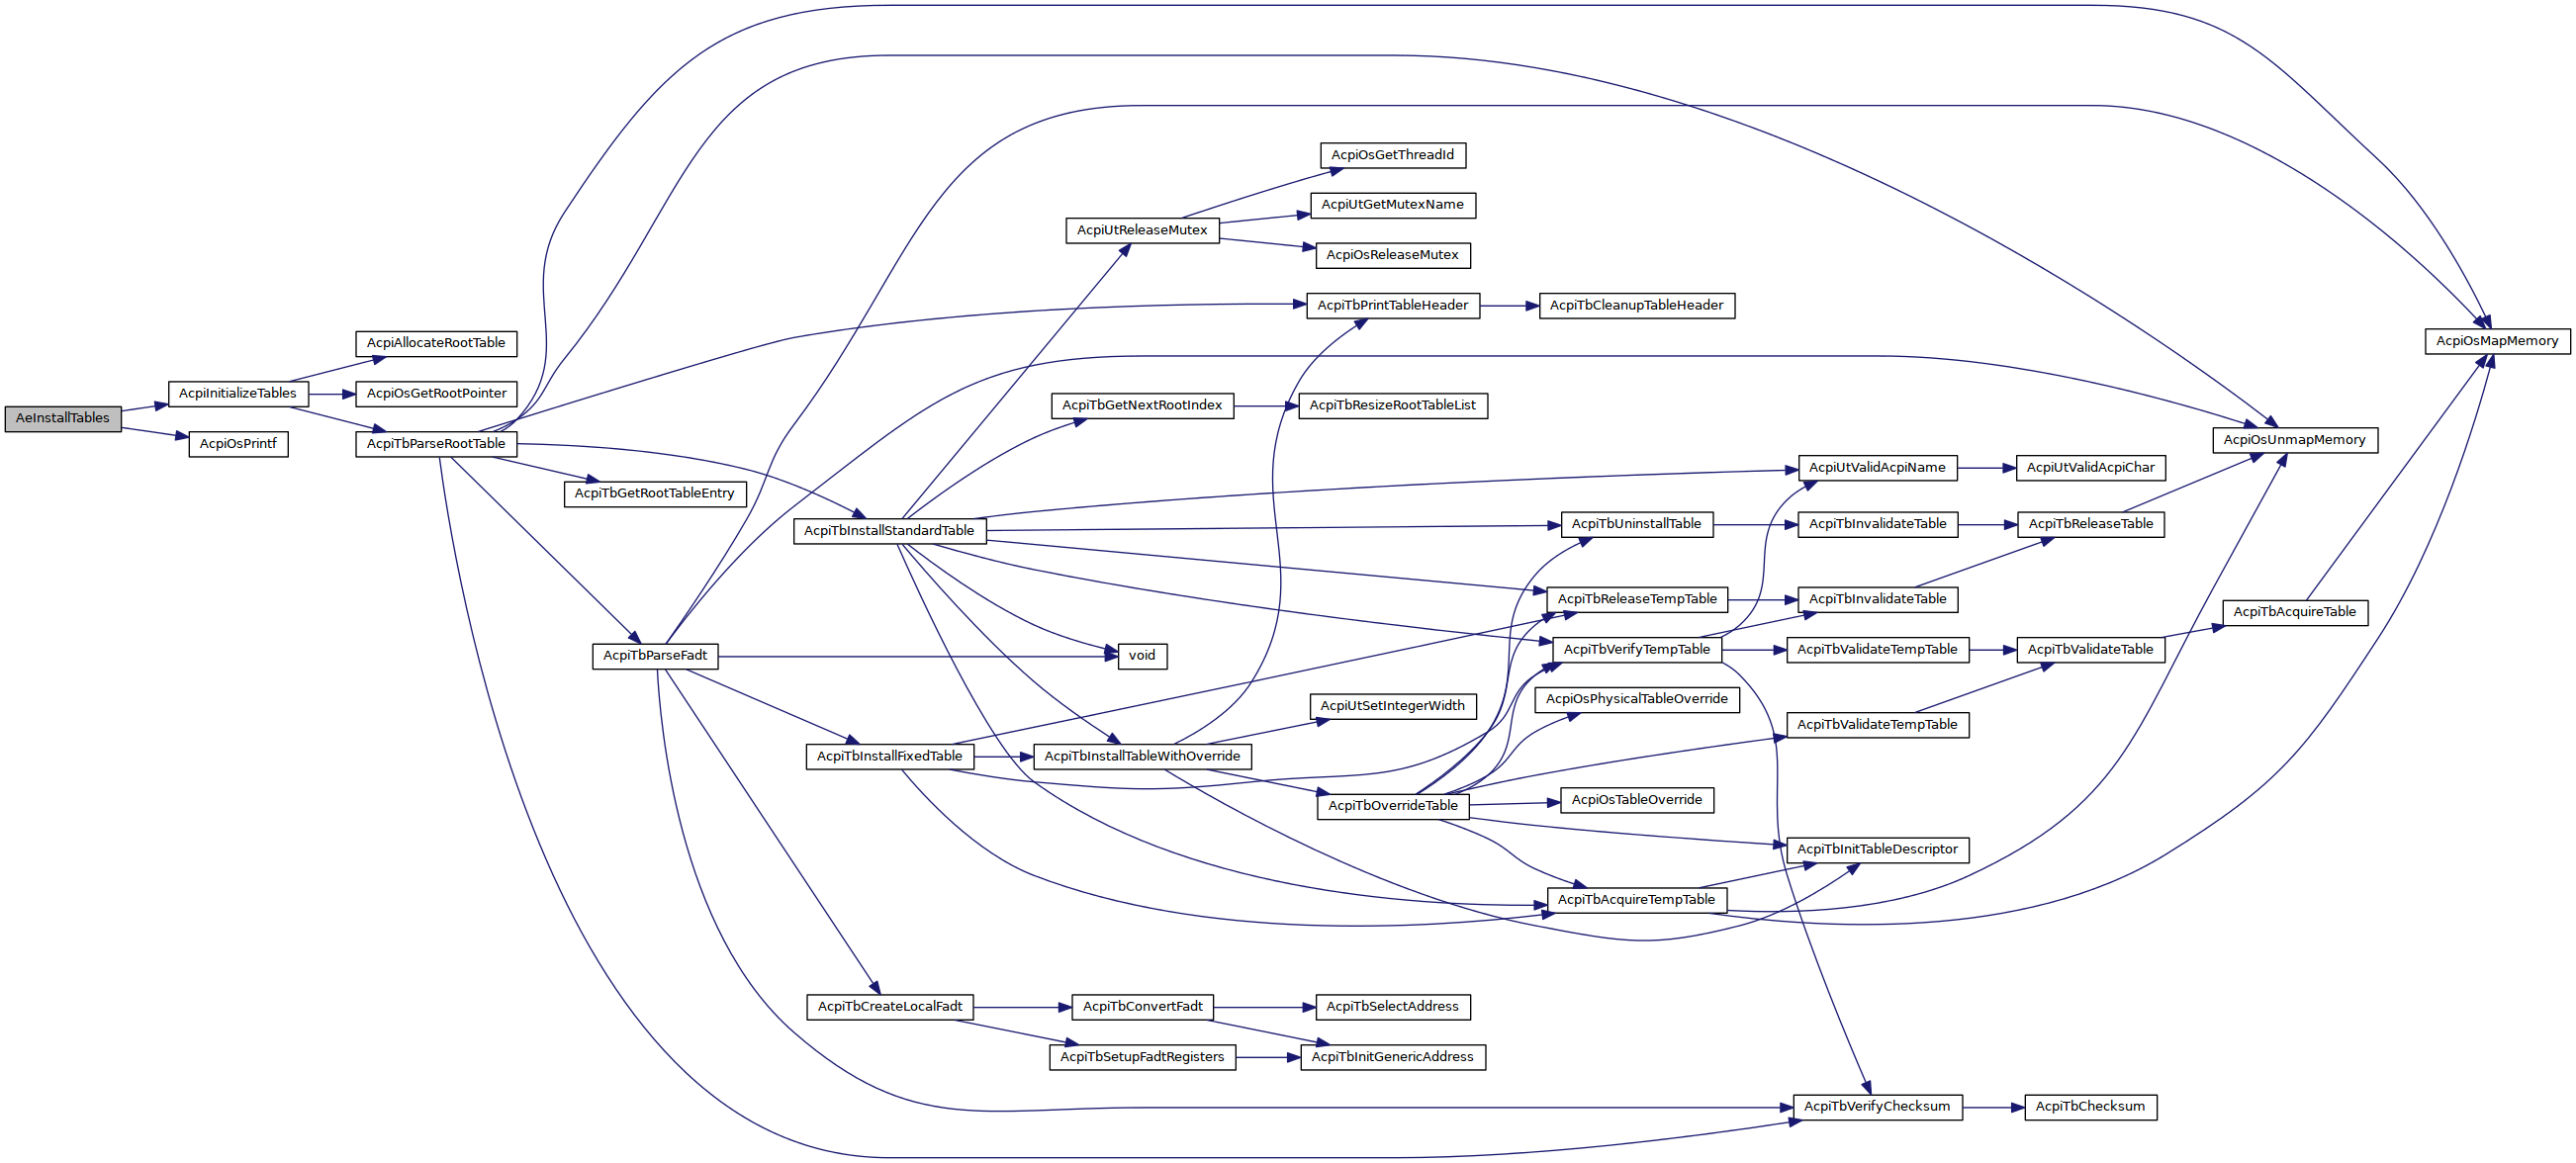 AcpiOsGetThreadId
AcpiUtGetMutexName
AcpiUtReleaseMutex
AcpiOsReleaseMutex
AcpiTbPrintTableHeader
AcpiTbCleanupTableHeader
AcpiAllocateRootTable
AcpiOsMapMemory
AcpiInitializeTables
AcpiOsGetRootPointer
AcpiTbGetNextRootIndex
AcpiTbResizeRootTableList
AeInstallTables
AcpiOsPrintf
AcpiTbParseRootTable
AcpiOsUnmapMemory
AcpiUtValidAcpiName
AcpiUtValidAcpiChar
AcpiTbGetRootTableEntry
AcpiTbInstallStandardTable
AcpiTbUninstallTable
AcpiTbInvalidateTable
AcpiTbReleaseTable
AcpiTbReleaseTempTable
AcpiTbInvalidateTable
AcpiTbAcquireTable
AcpiTbParseFadt
void
AcpiTbVerifyTempTable
AcpiTbValidateTempTable
AcpiTbValidateTable
AcpiUtSetIntegerWidth
AcpiOsPhysicalTableOverride
AcpiTbValidateTempTable
AcpiTbInstallFixedTable
AcpiTbInstallTableWithOverride
AcpiTbOverrideTable
AcpiOsTableOverride
AcpiTbInitTableDescriptor
AcpiTbAcquireTempTable
AcpiTbCreateLocalFadt
AcpiTbConvertFadt
AcpiTbSelectAddress
AcpiTbSetupFadtRegisters
AcpiTbInitGenericAddress
AcpiTbVerifyChecksum
AcpiTbChecksum